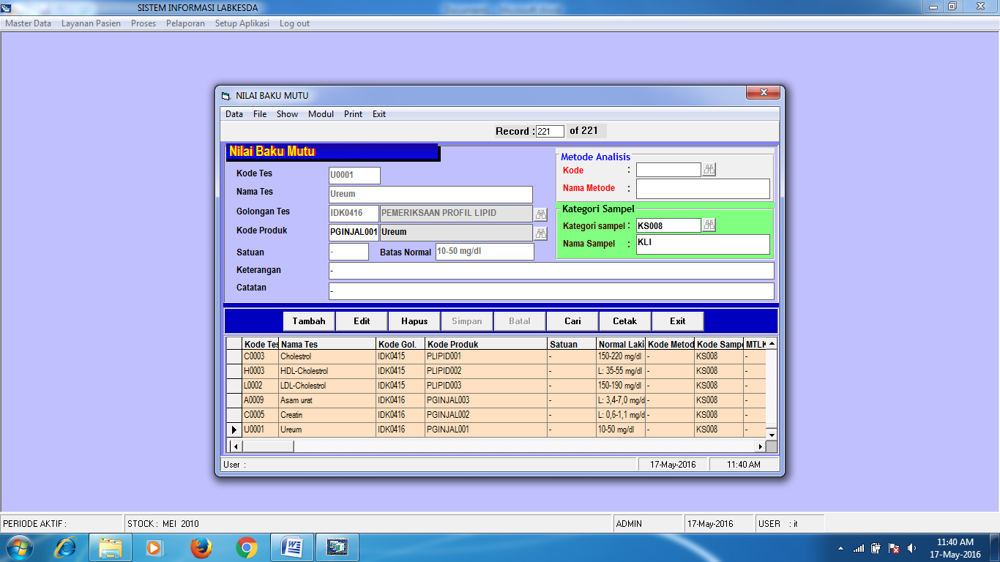 SISTEM INFORMASI LABKESDA
Master Data Layanan Pasien Proses Pelaporan Setup Aplikasi Log out
NILAI BAKU MUTU
Data File Show Modul Print Exit
Record : 221 of 221
Nilai Baku Mutu
Kode Tes U0001
Nama Tes Ureum
Golongan Tes IDK0416 PEMERIKSAAN PROFIL LIPID
Kode Produk PGINJAL001 Ureum
Satuan - Batas Normal 10-50 mg/dl
Keterangan -
Catatan -
Metode Analisis
Kode :
Nama Metode :
Kategori Sampel
Kategori sampel : KS008
Nama Sampel : KLI
Tambah Edit Hapus Simpan Batal Cari Cetak Exit
Kode Tes Nama Tes Kode Gol. Kode Produk Satuan Normal Laki Kode Metod Kode Sampe MTLK
C0003 Cholestrol IDK0415 PLIPID001 - 150-220 mg/dl - KS008 -
H0003 HDL-Cholestrol IDK0415 PLIPID002 - L: 35-55 mg/dl - KS008 -
L0002 LDL-Cholestrol IDK0415 PLIPID003 - 150-190 mg/dl - KS008 -
A0009 Asam urat IDK0416 PGINJAL003 - L: 3,4-7,0 mg/d - KS008 -
C0005 Creatin IDK0416 PGINJAL002 - L: 0,6-1,1 mg/d - KS008 -
U0001 Ureum IDK0416 PGINJAL001 - 10-50 mg/dl - KS008 -
User : 17-May-2016 11:40 AM
PERIODE AKTIF : STOCK : MEI 2010 ADMIN 17-May-2016 USER : it
11:40 AM
17-May-2016